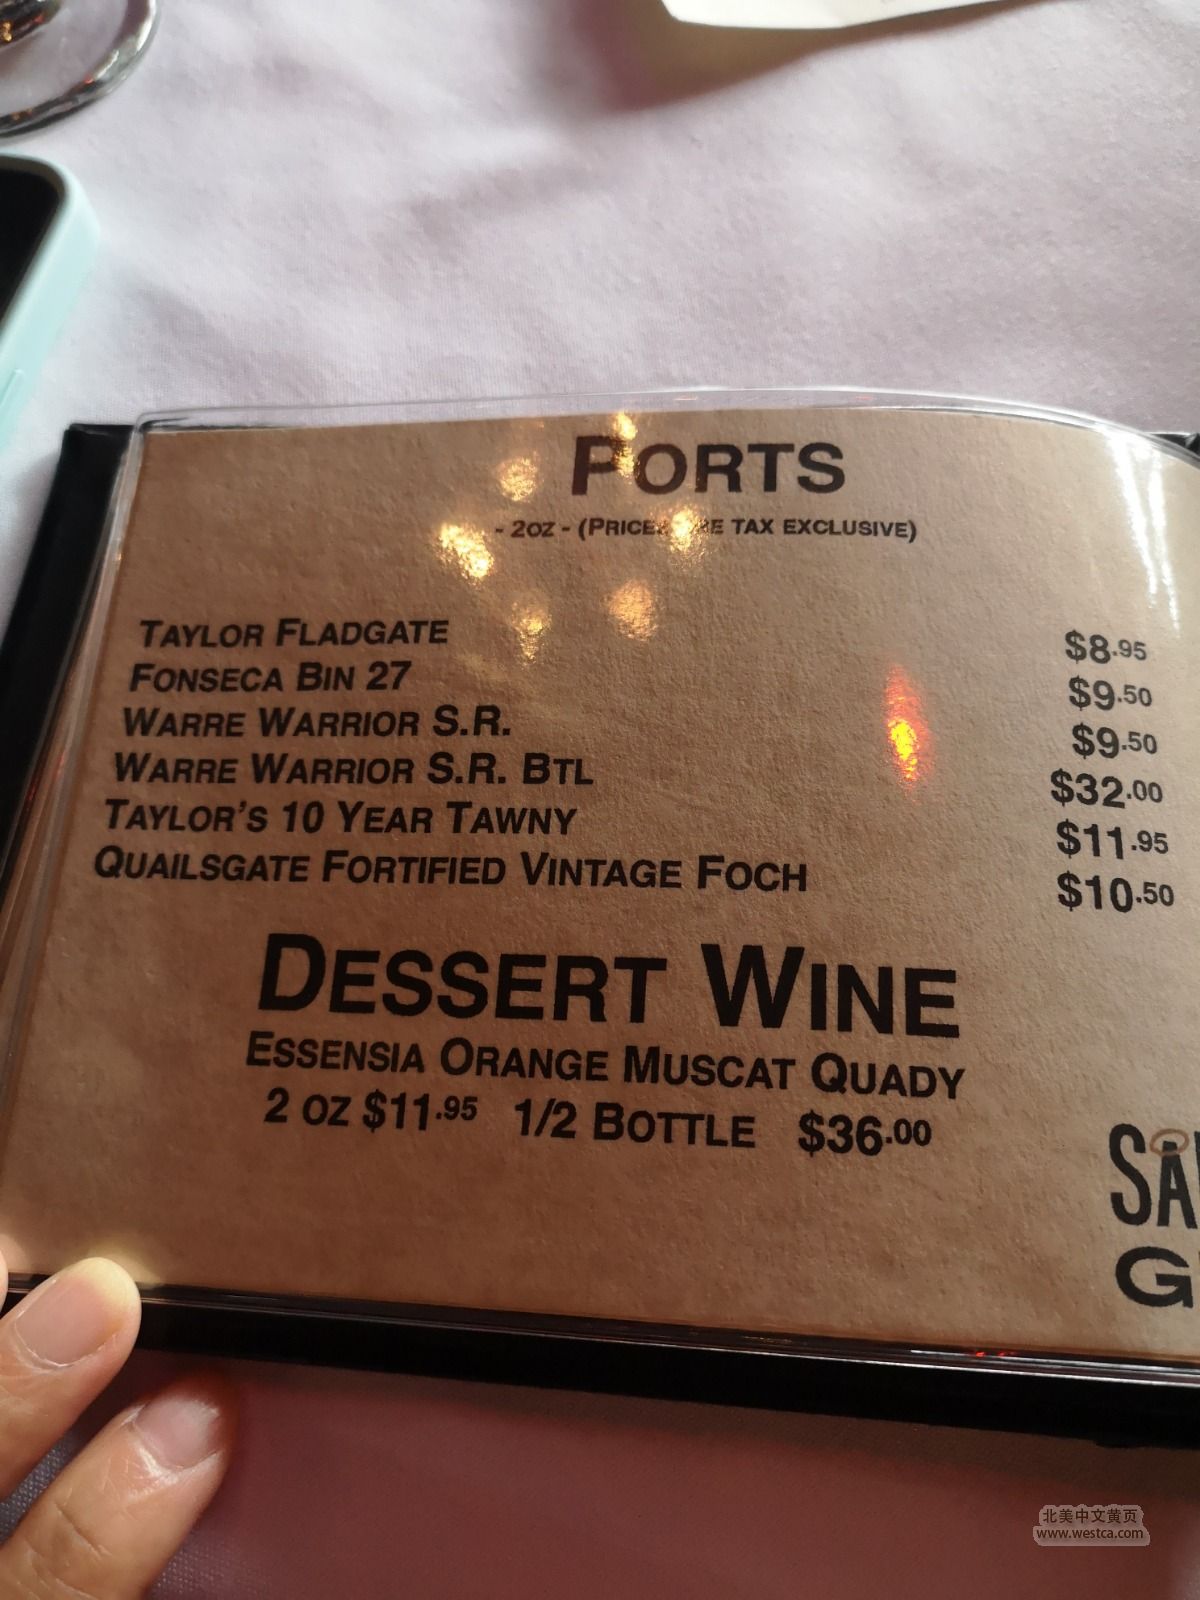 PORTS
- 2OZ - (PRICES ARE TAX EXCLUSIVE)
TAYLOR FLADGATE $8.95
FONSECA BIN 27 $9.50
WARRE WARRIOR S.R. $9.50
WARRE WARRIOR S.R. BTL $32.00
TAYLOR'S 10 YEAR TAWNY $11.95
QUAILSGATE FORTIFIED VINTAGE FOCH $10.50
DESSERT WINE
ESSENSIA ORANGE MUSCAT QUADY
2 OZ $11.95 1/2 BOTTLE $36.00
北美中文黄页
www.westca.com